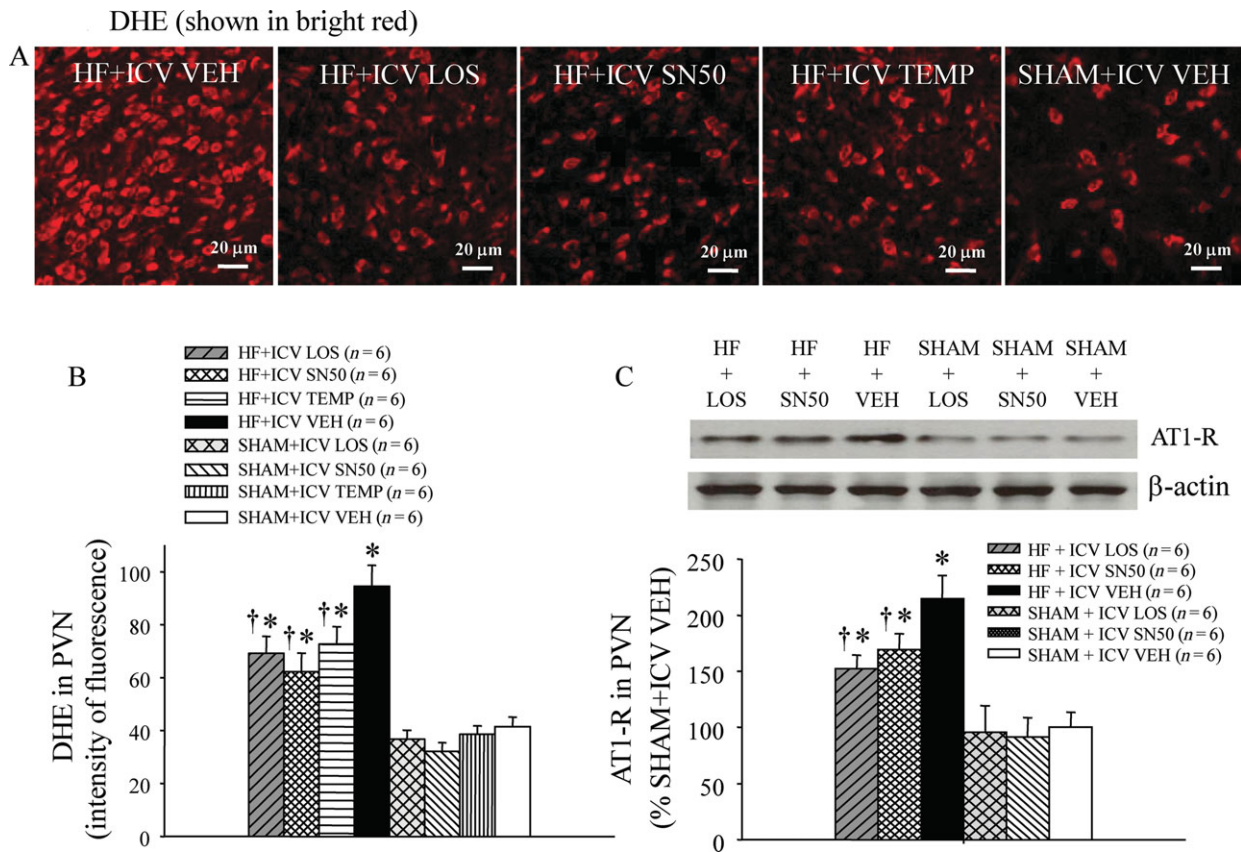 DHE (shown in bright red)
A
HF+ICV VEH
HF+ICV LOS
HF+ICV SN50
HF+ICV TEMP
SHAM+ICV VEH
20 μm
20 μm
20 μm
20 μm
20 μm
B
HF+ICV LOS (n=6)
HF+ICV SN50 (n=6)
HF+ICV TEMP (n=6)
HF+ICV VEH (n=6)
SHAM+ICV LOS (n=6)
SHAM+ICV SN50 (n=6)
SHAM+ICV TEMP (n=6)
SHAM+ICV VEH (n=6)
DHE in PVN
(intensity of fluorescence)
100
80
60
40
20
0
†*
†*
†*
*
C
HF + LOS
HF + SN50
HF + VEH
SHAM + LOS
SHAM + SN50
SHAM + VEH
AT1-R
β-actin
HF + ICV LOS (n=6)
HF + ICV SN50 (n=6)
HF + ICV VEH (n=6)
SHAM + ICV LOS (n=6)
SHAM + ICV SN50 (n=6)
SHAM + ICV VEH (n=6)
AT1-R in PVN
(% SHAM+ICV VEH)
250
200
150
100
50
0
†*
†*
*